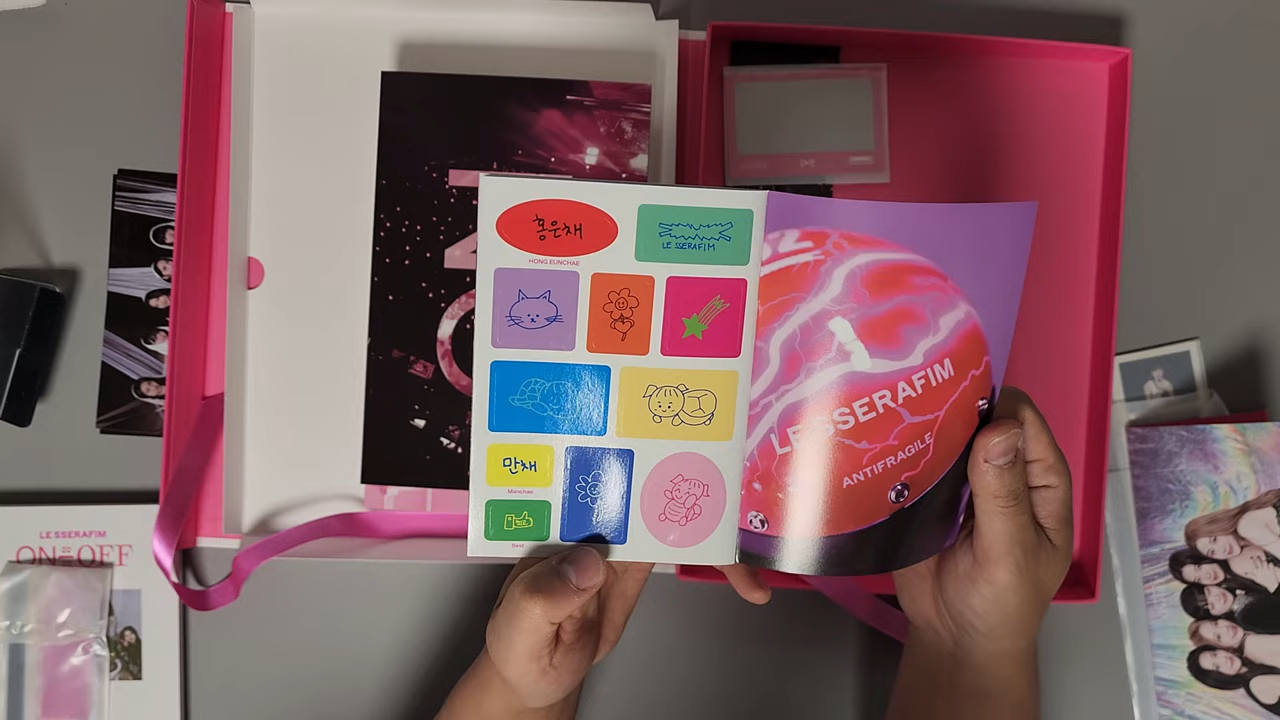 홍은채
HONG EUNCHAE
LE SSERAFIM
만채
Manchae
Best
LE SSERAFIM
ANTIFRAGILE
LE SSERAFIM
ON OFF